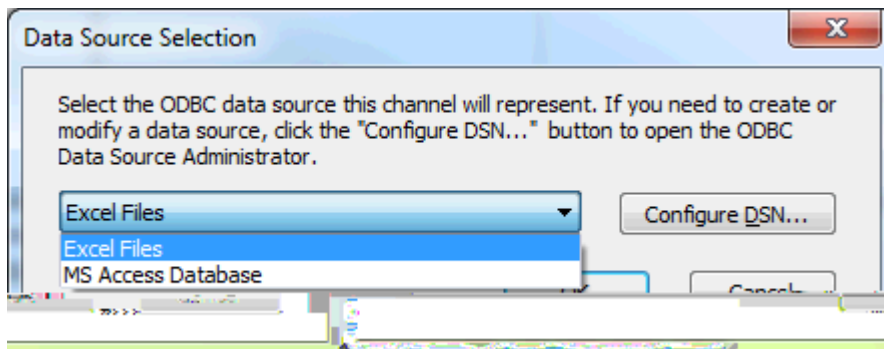 Data Source Selection
Select the ODBC data source this channel will represent. If you need to create or
modify a data source, click the "Configure DSN..." button to open the ODBC
Data Source Administrator.
Excel Files
Configure DSN...
Excel Files
MS Access Database